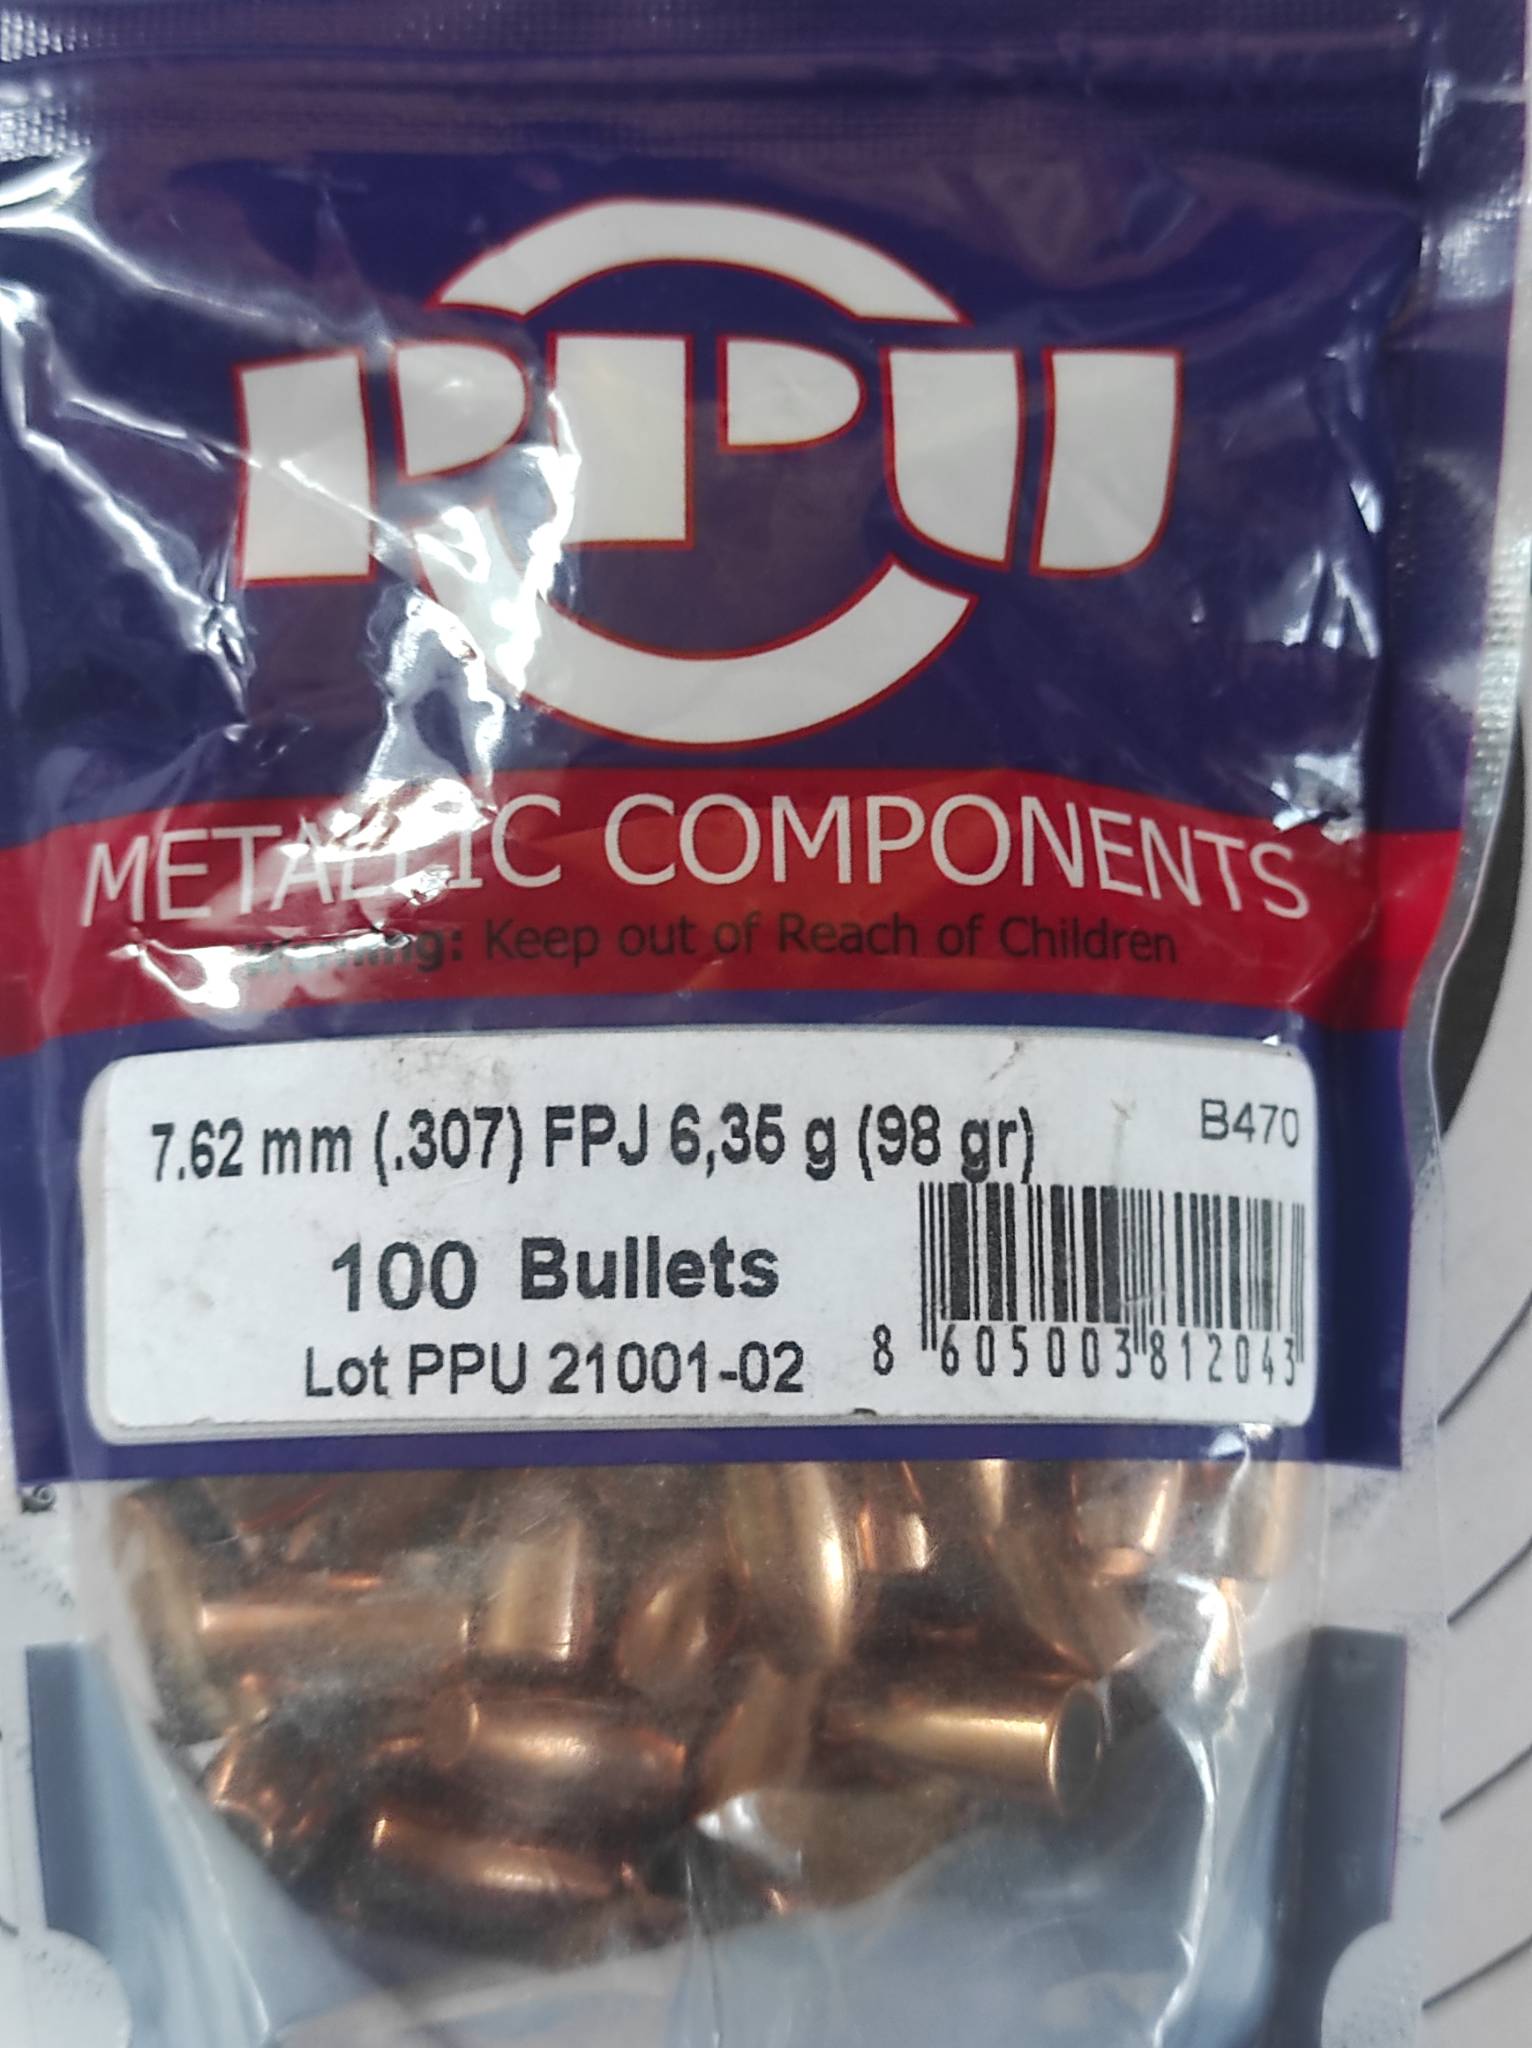 PPU
METALLIC COMPONENTS
Warning: Keep out of Reach of Children
7.62 mm (.307) FPJ 6,35 g (98 gr)
B470
100 Bullets
Lot PPU 21001-02
8 605003 812043